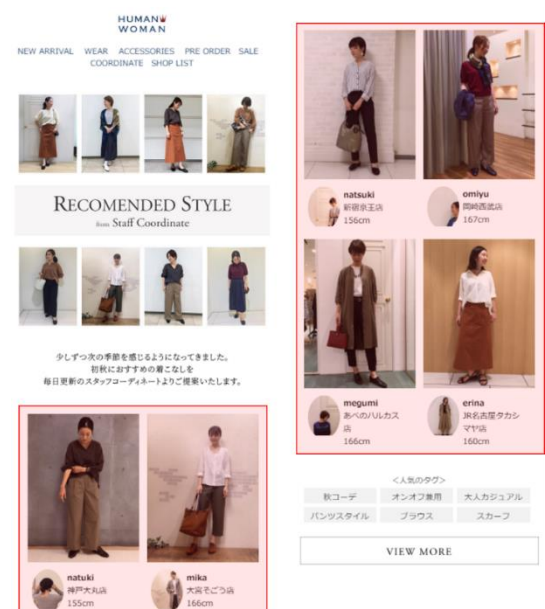 HUMAN
WOMAN
NEW ARRIVAL WEAR ACCESSORIES PRE ORDER SALE
COORDINATE SHOP LIST
RECOMENDED STYLE
from Staff Coordinate
少しずつ次の季節を感じるようになってきました。
初秋におすすめの着こなしを
毎日更新のスタッフコーディネートよりご提案いたします。
natuki
神戸大丸店
155cm
mika
大宮そごう店
166cm
natsuki
新宿京王店
156cm
omiyu
岡崎西武店
167cm
megumi
あべのハルカス
店
166cm
erina
JR名古屋タカシ
マヤ店
160cm
<人気のタグ>
秋コーデ オンオフ兼用 大人カジュアル
パンツスタイル ブラウス スカーフ
VIEW MORE